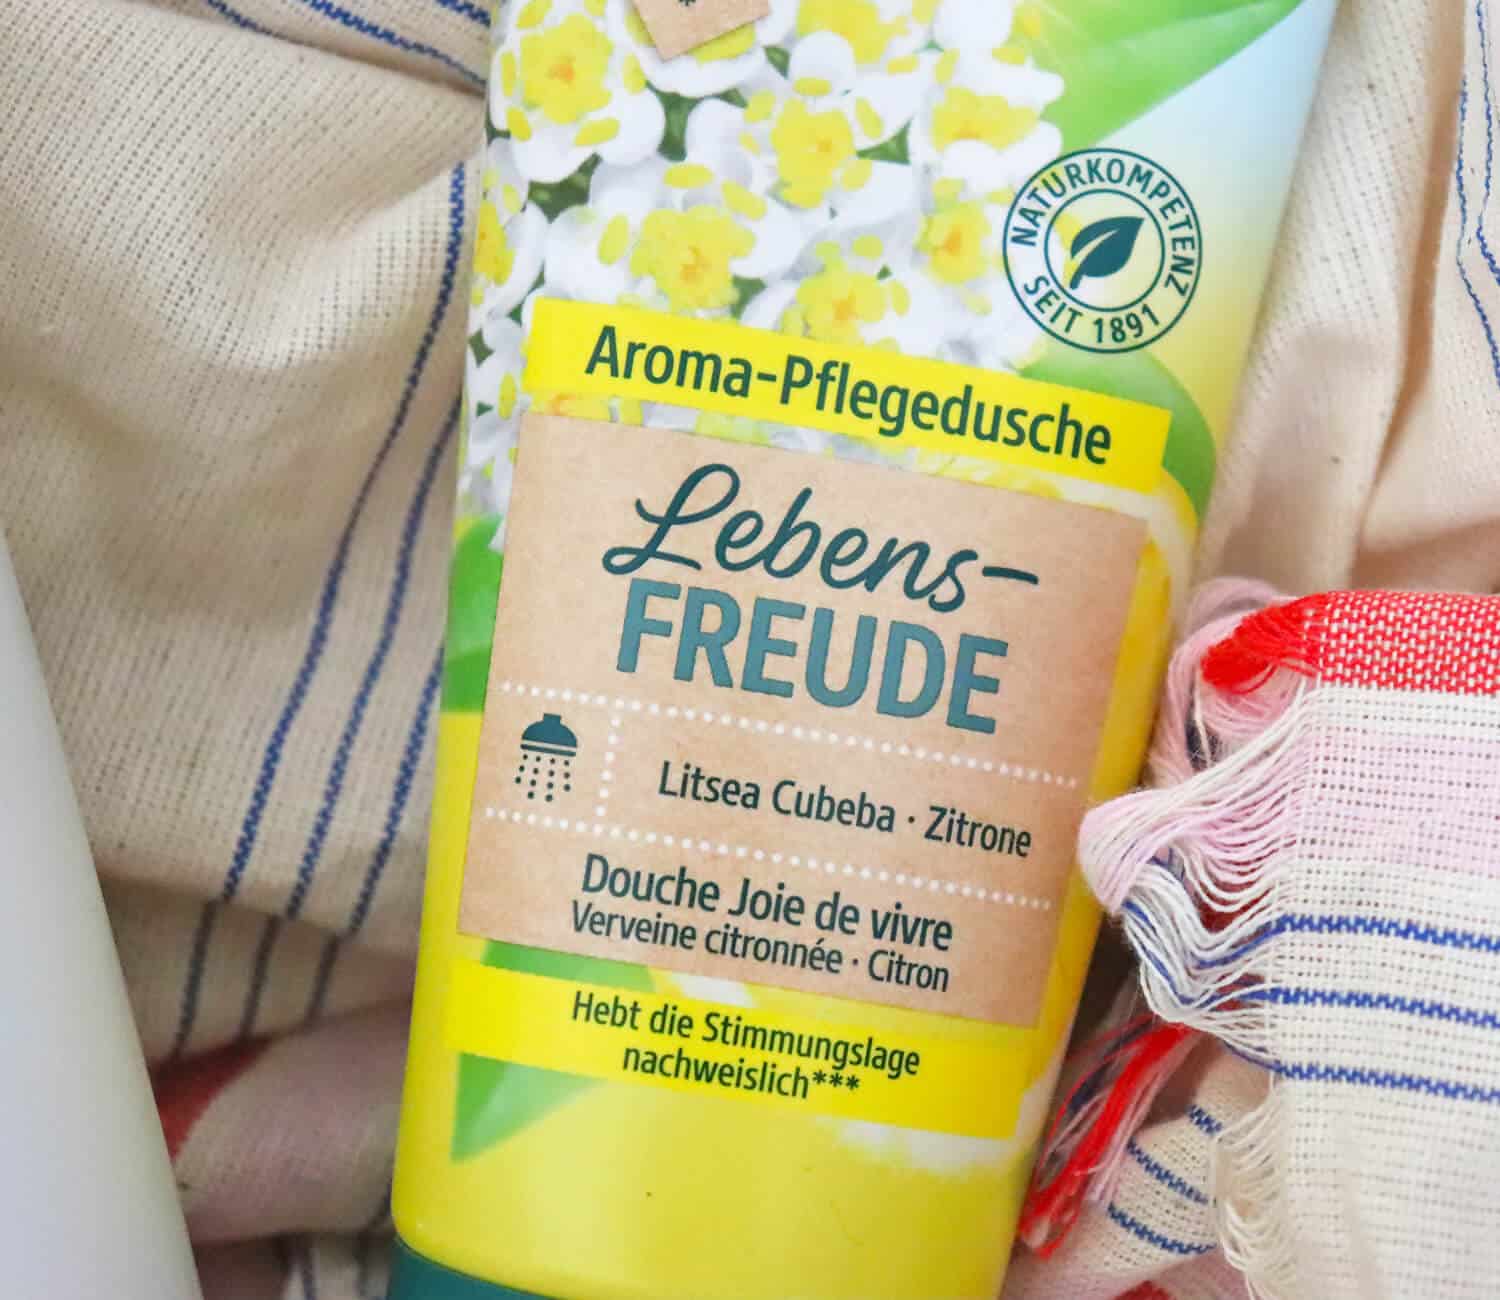 *
NATURKOMPETENZ
SEIT 1891
Aroma-Pflegedusche
Lebens-
FREUDE
Litsea Cubeba · Zitrone
Douche Joie de vivre
Verveine citronnée · Citron
Hebt die Stimmungslage
nachweislich***